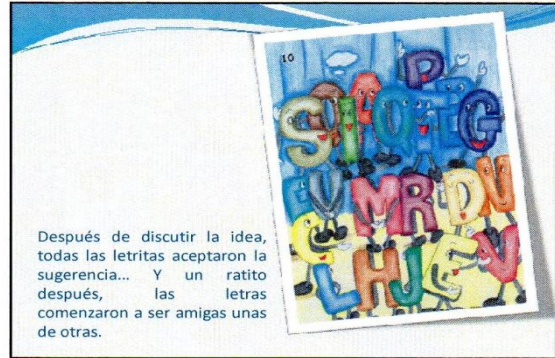 10
Después de discutir la idea,
todas las letritas aceptaron la
sugerencia... Y un ratito
después, las letras
comenzaron a ser amigas unas
de otras.
P
S I Q T G
V M R D N
C
L H J E V